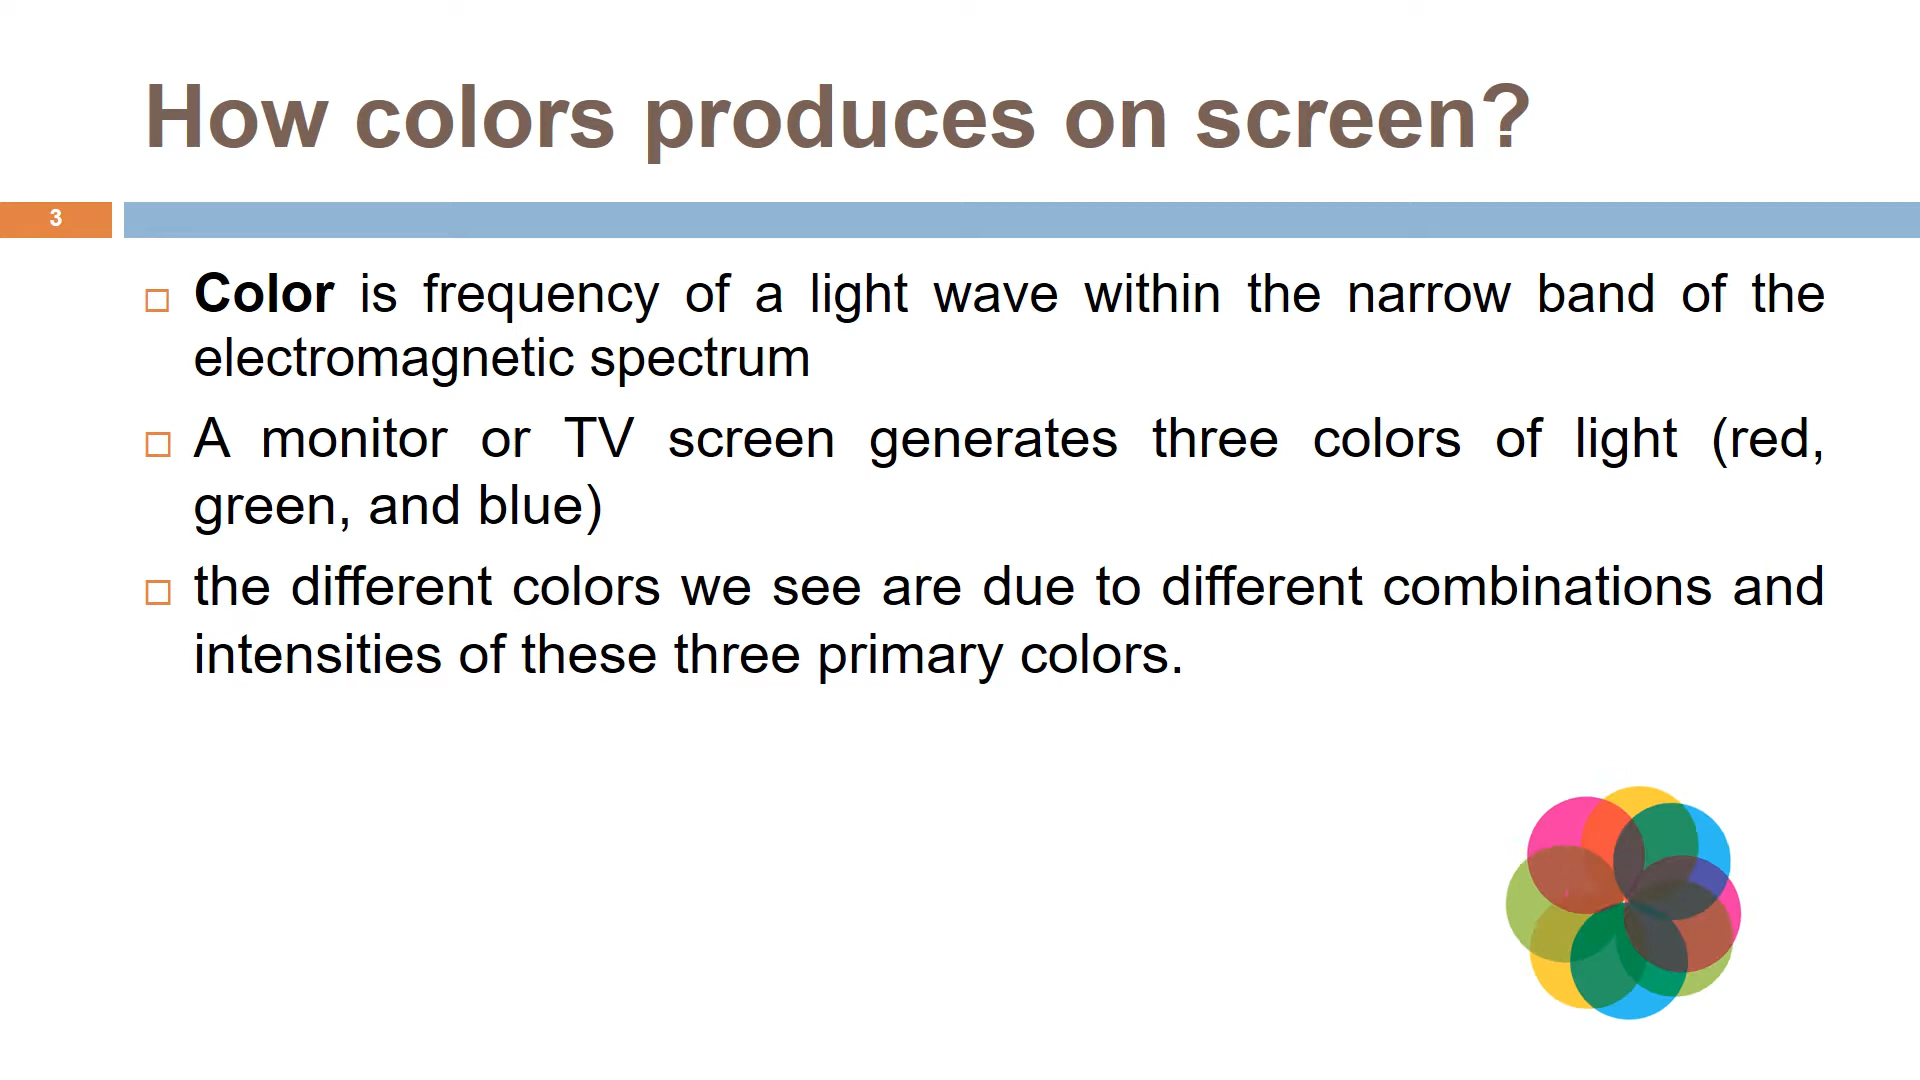 How colors produces on screen?
3
Color is frequency of a light wave within the narrow band of the
electromagnetic spectrum
A monitor or TV screen generates three colors of light (red,
green, and blue)
the different colors we see are due to different combinations and
intensities of these three primary colors.